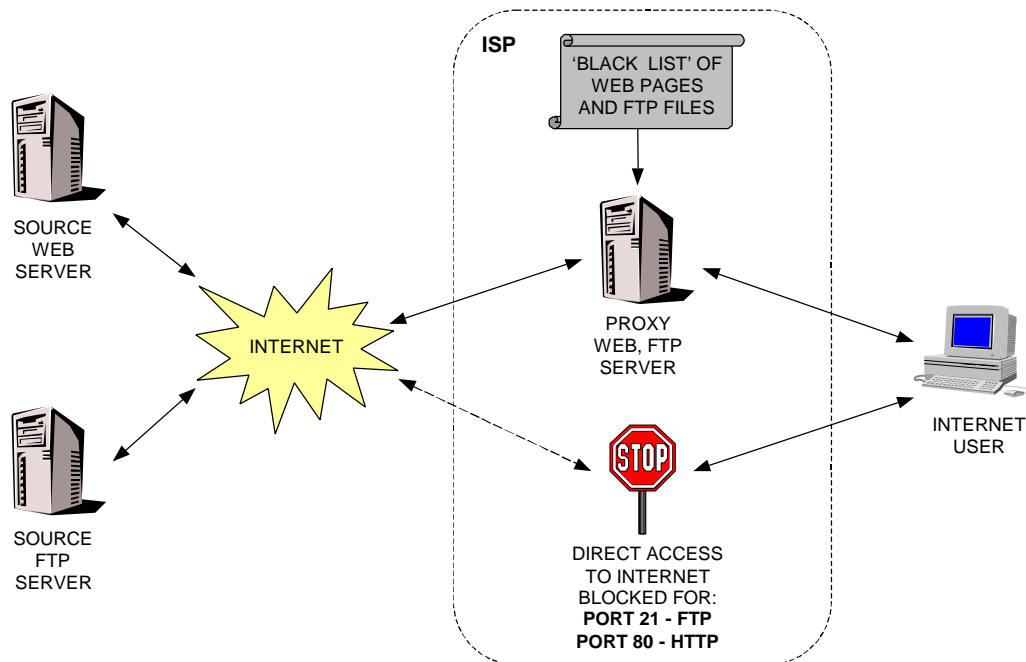 ISP
'BLACK LIST' OF
WEB PAGES
AND FTP FILES
SOURCE
WEB
SERVER
INTERNET
PROXY
WEB, FTP
SERVER
INTERNET
USER
STOP
SOURCE
FTP
SERVER
DIRECT ACCESS
TO INTERNET
BLOCKED FOR:
PORT 21 - FTP
PORT 80 - HTTP